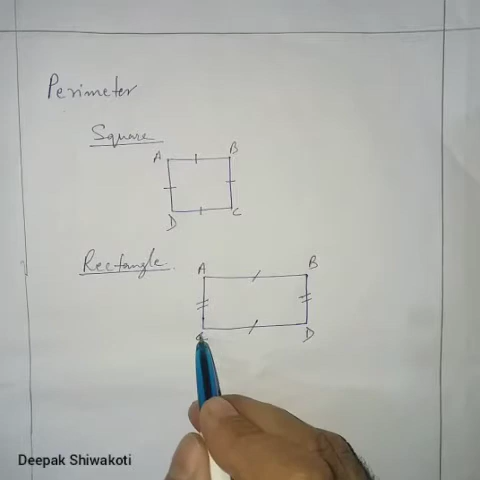 Perimeter
Square
A B
D C
Rectangle.
A B
D
Deepak Shiwakoti